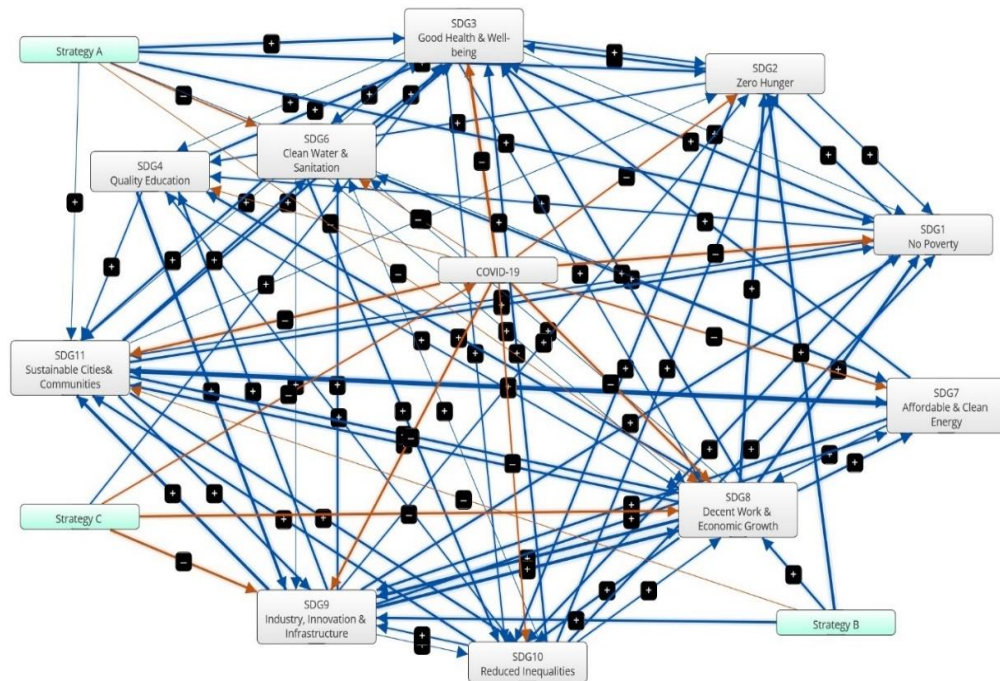 SDG3
Good Health & Well-
being
Strategy A
SDG2
Zero Hunger
SDG6
Clean Water &
Sanitation
SDG4
Quality Education
SDG1
No Poverty
COVID-19
SDG11
Sustainable Cities&
Communities
SDG7
Affordable & Clean
Energy
SDG8
Decent Work &
Economic Growth
Strategy C
SDG9
Industry, Innovation &
Infrastructure
Strategy B
SDG10
Reduced Inequalities